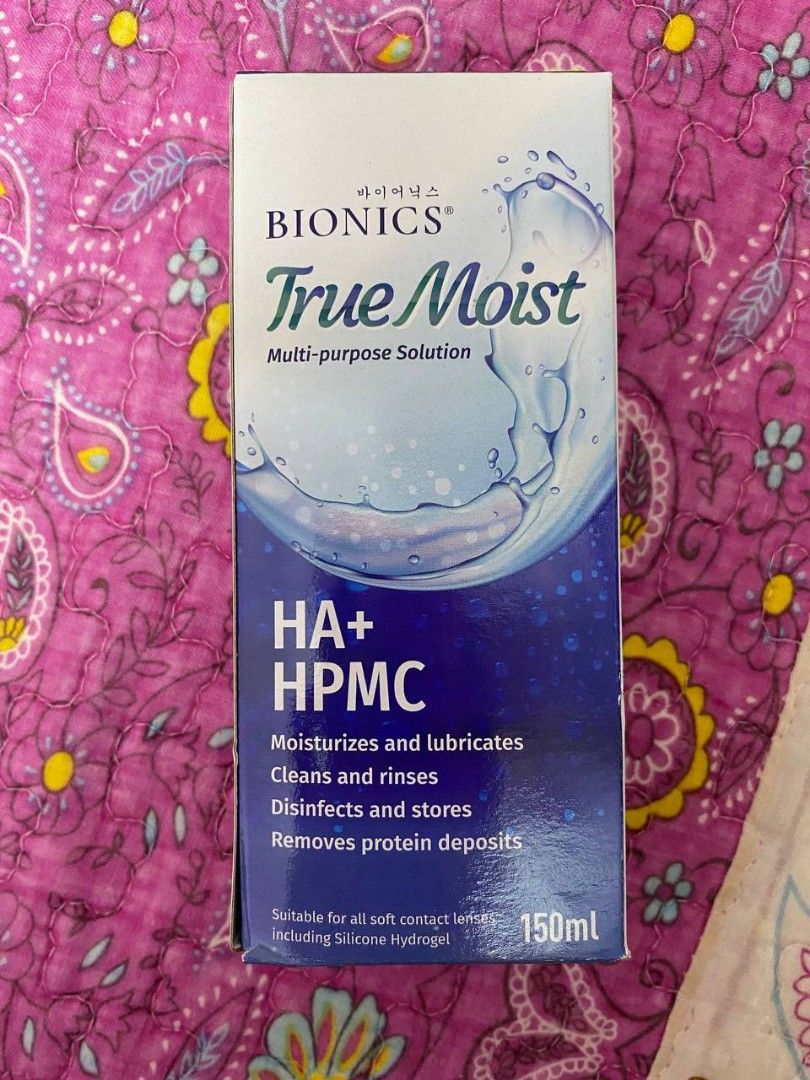 바이어닉스
BIONICS®
True Moist
Multi-purpose Solution
HA+
HPMC
Moisturizes and lubricates
Cleans and rinses
Disinfects and stores
Removes protein deposits
Suitable for all soft contact lenses
including Silicone Hydrogel
150ml